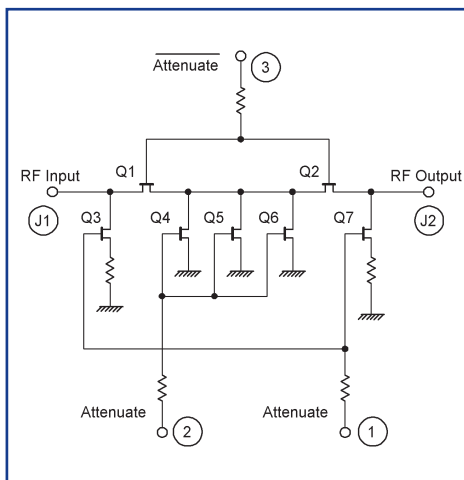 Attenuate
3
Q1
Q2
RF Input
RF Output
J1
Q3
Q4
Q5
Q6
Q7
J2
Attenuate
2
Attenuate
1